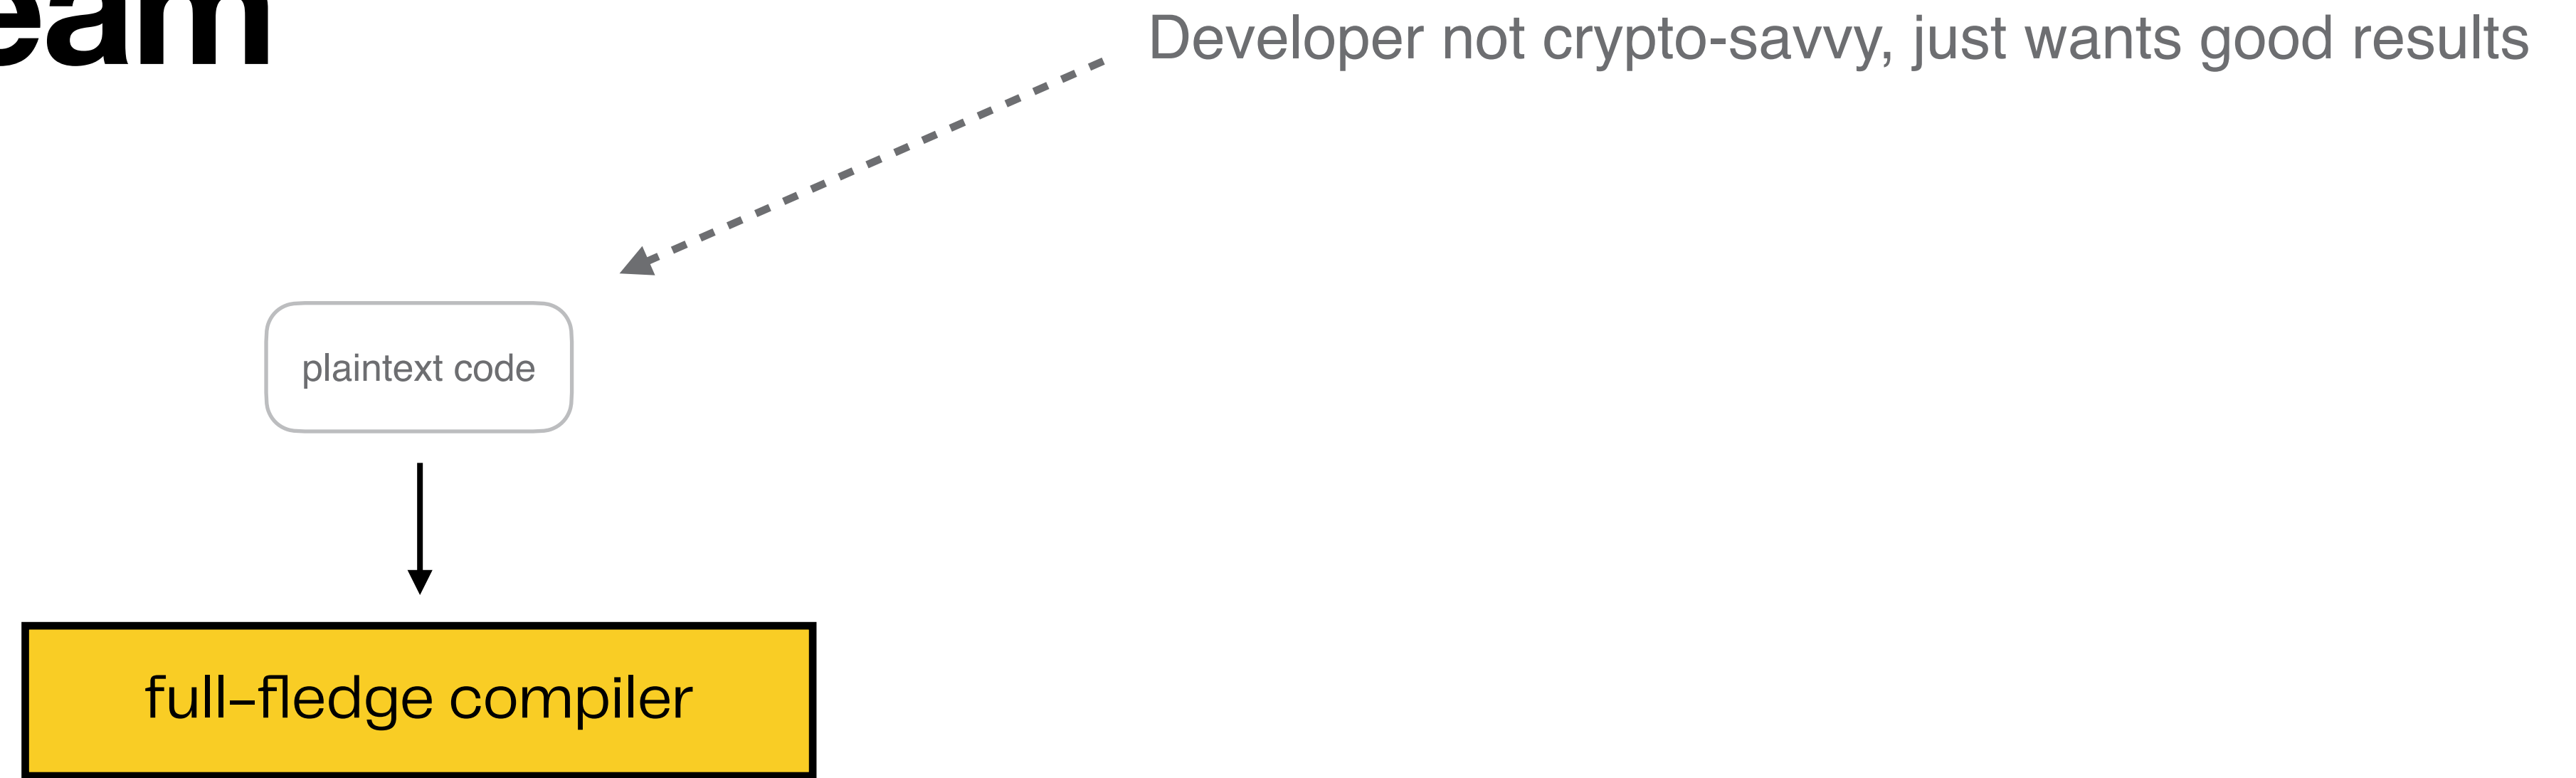 Developer not crypto-savvy, just wants good results
plaintext code
full-fledge compiler